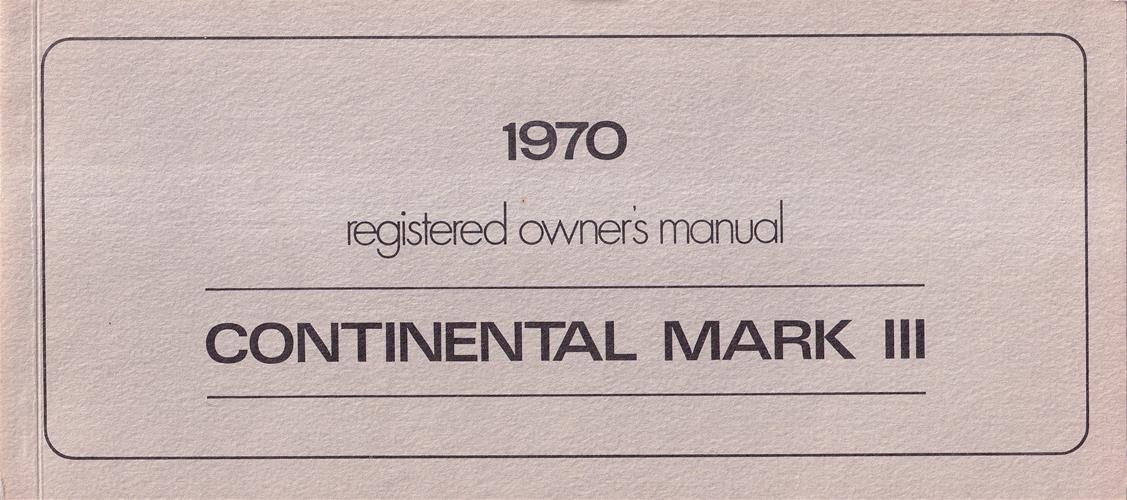 1970
registered owner's manual
CONTINENTAL MARK III